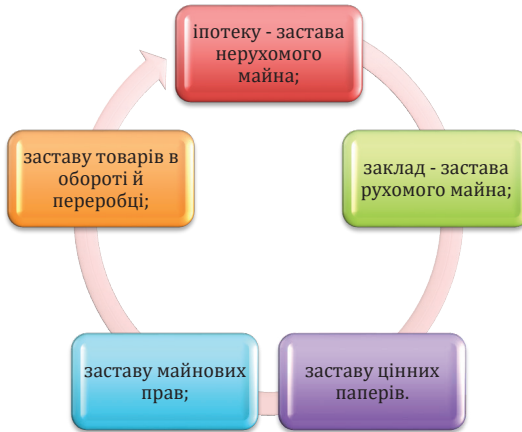 іпотеку - застава
нерухомого
майна;
заклад - застава
рухомого майна;
заставу цінних
паперів.
заставу майнових
прав;
заставу товарів в
обороті й
переробці;